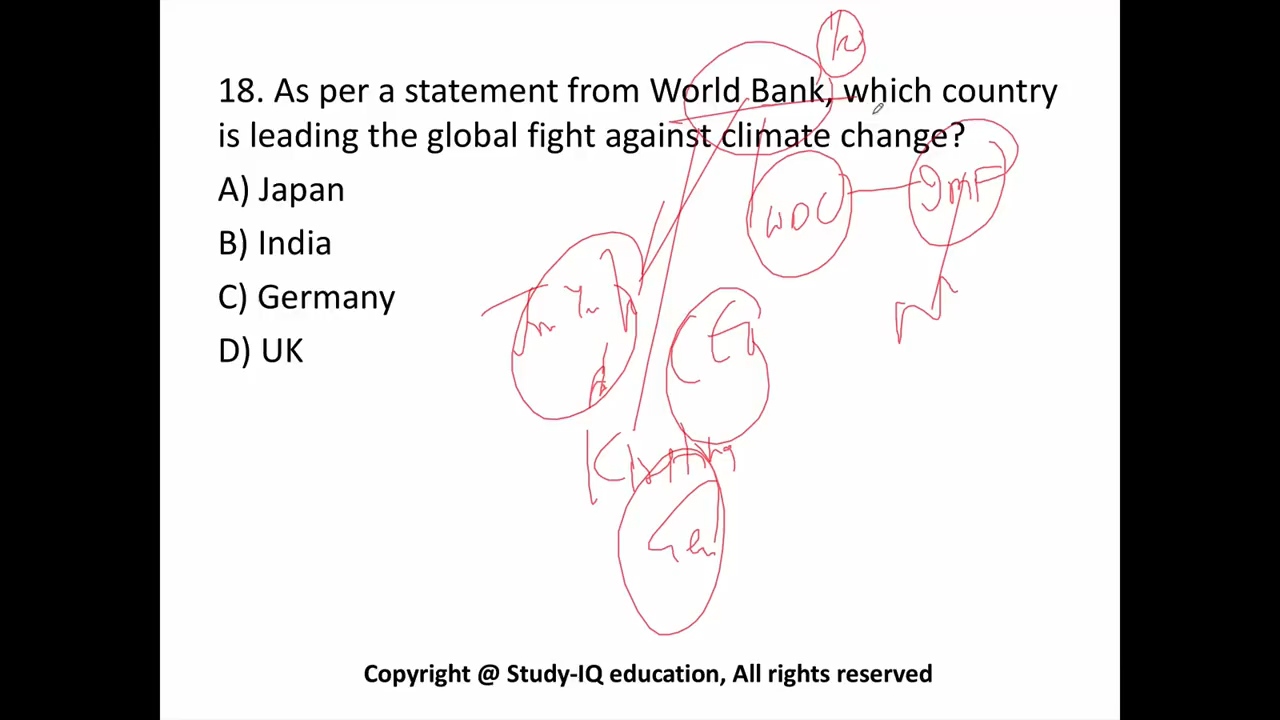 18. As per a statement from World Bank, which country
is leading the global fight against climate change?
A) Japan
B) India
C) Germany
D) UK
WDC
IMF
Copyright @ Study-IQ education, All rights reserved